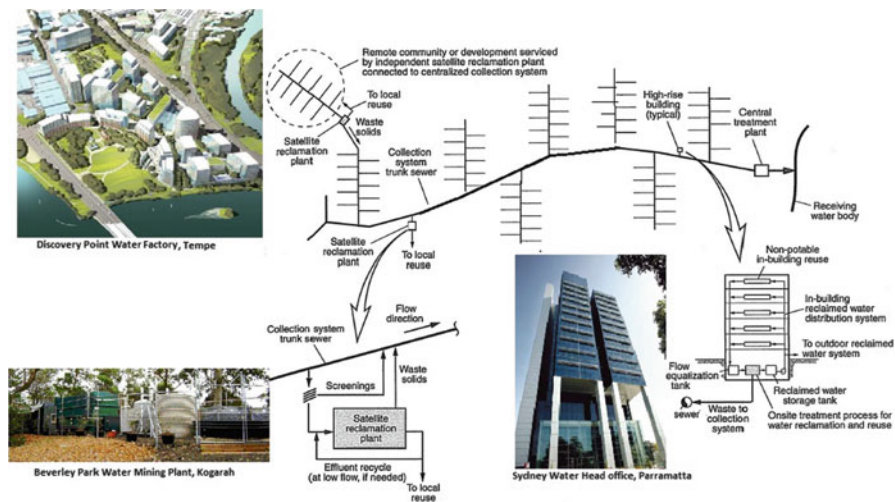 Remote community or development serviced
by independent satellite reclamation plant
connected to centralized collection system
To local
reuse
Waste
solids
Satellite
reclamation
plant
Collection
system
trunk sewer
High-rise
building
(typical)
Central
treatment
plant
Receiving
water body
Discovery Point Water Factory, Tempe
Satellite
reclamation
plant
To local
reuse
Non-potable
in-building reuse
In-building
reclaimed water
distribution system
To outdoor reclaimed
water system
Flow
equalization
tank
Reclaimed water
storage tank
sewer
Waste to
collection
system
Onsite treatment process for
water reclamation and reuse
Flow
direction
Collection system
trunk sewer
Screenings
Waste
solids
Satellite
reclamation
plant
Effluent recycle
(at low flow, if needed)
To local
reuse
Beverley Park Water Mining Plant, Kogarah
Sydney Water Head office, Parramatta